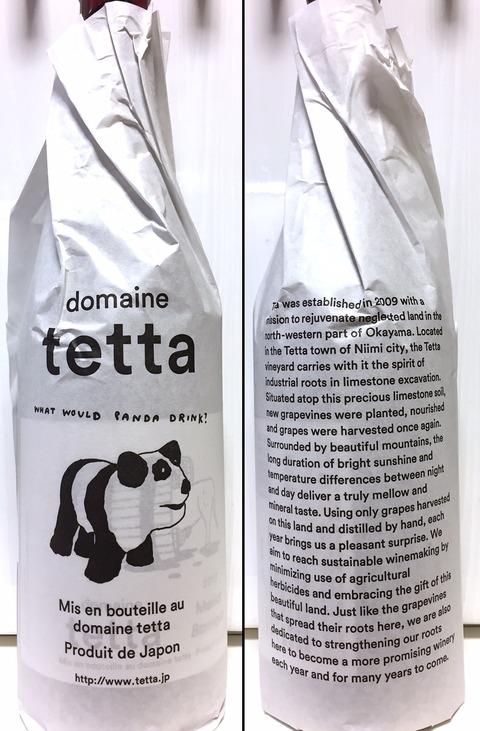 domaine
tetta
WHAT WOULD PANDA DRINK?
Mis en bouteille au
domaine tetta
Produit de Japon
http://www.tetta.jp
was established in 2009 with a
mission to rejuvenate neglected land in the
north-western part of Okayama. Located
in the Tetta town of Niimi city, the Tetta
vineyard carries with it the spirit of
industrial roots in limestone excavation.
Situated atop this precious limestone soil,
new grapevines were planted, nourished
and grapes were harvested once again.
Surrounded by beautiful mountains, the
long duration of bright sunshine and
temperature differences between night
and day deliver a truly mellow and
mineral taste. Using only grapes harvested
on this land and distilled by hand, each
year brings us a pleasant surprise. We
aim to reach sustainable winemaking by
minimizing use of agricultural
herbicides and embracing the gift of this
beautiful land. Just like the grapevines
that spread their roots here, we are also
dedicated to strengthening our roots
here to become a more promising winery
each year and for many years to come.